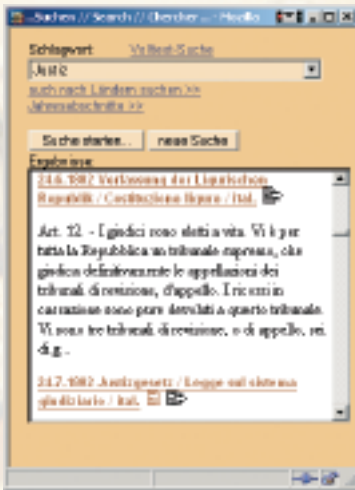 ...Suchen // Search // Chercher ... - Mozilla
Schlagwort Volltext-Suche
Justiz
auch nach Ländern suchen >>
Jahresabschnitte >>
Suche starten... neue Suche
Ergebnisse:
24.6.1802 Verfassung der Ligurischen
Republik / Costituzione ligure / ital.
Art. 12 - I giudici sono eletti a vita. Vi è per
tutta la Repubblica un tribunale supremo, che
giudica definitivamente le appellazioni dei
tribunali di revisione, d'appello. I ricorsi in
cassazione sono pure devoluti a questo tribunale.
Vi sono tre tribunali di revisione, o di appello, sei
di g...
24.7.1802 Justizgesetz / Legge sul sistema
giudiziario / ital.